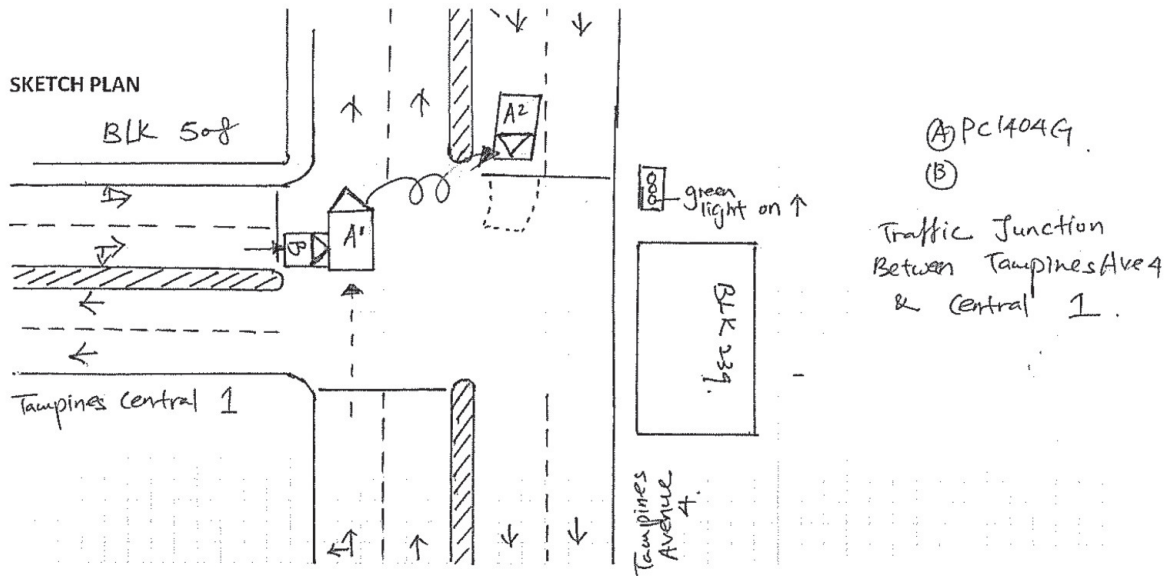 SKETCH PLAN
BLK 508
A2
A1
B
green
light on ↑
Ⓐ PC1404G.
Ⓑ
Traffic Junction
Betwen Tampines Ave 4
& Central 1.
BLK 239.
Tampines Central 1
Tampines
Avenue
4.